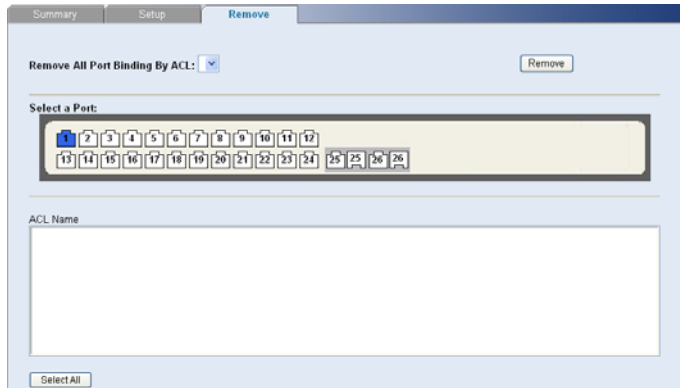 Summary Setup Remove
Remove All Port Binding By ACL: Remove
Select a Port:
1 2 3 4 5 6 7 8 9 10 11 12
13 14 15 16 17 18 19 20 21 22 23 24 25 25 26 26
ACL Name
Select All